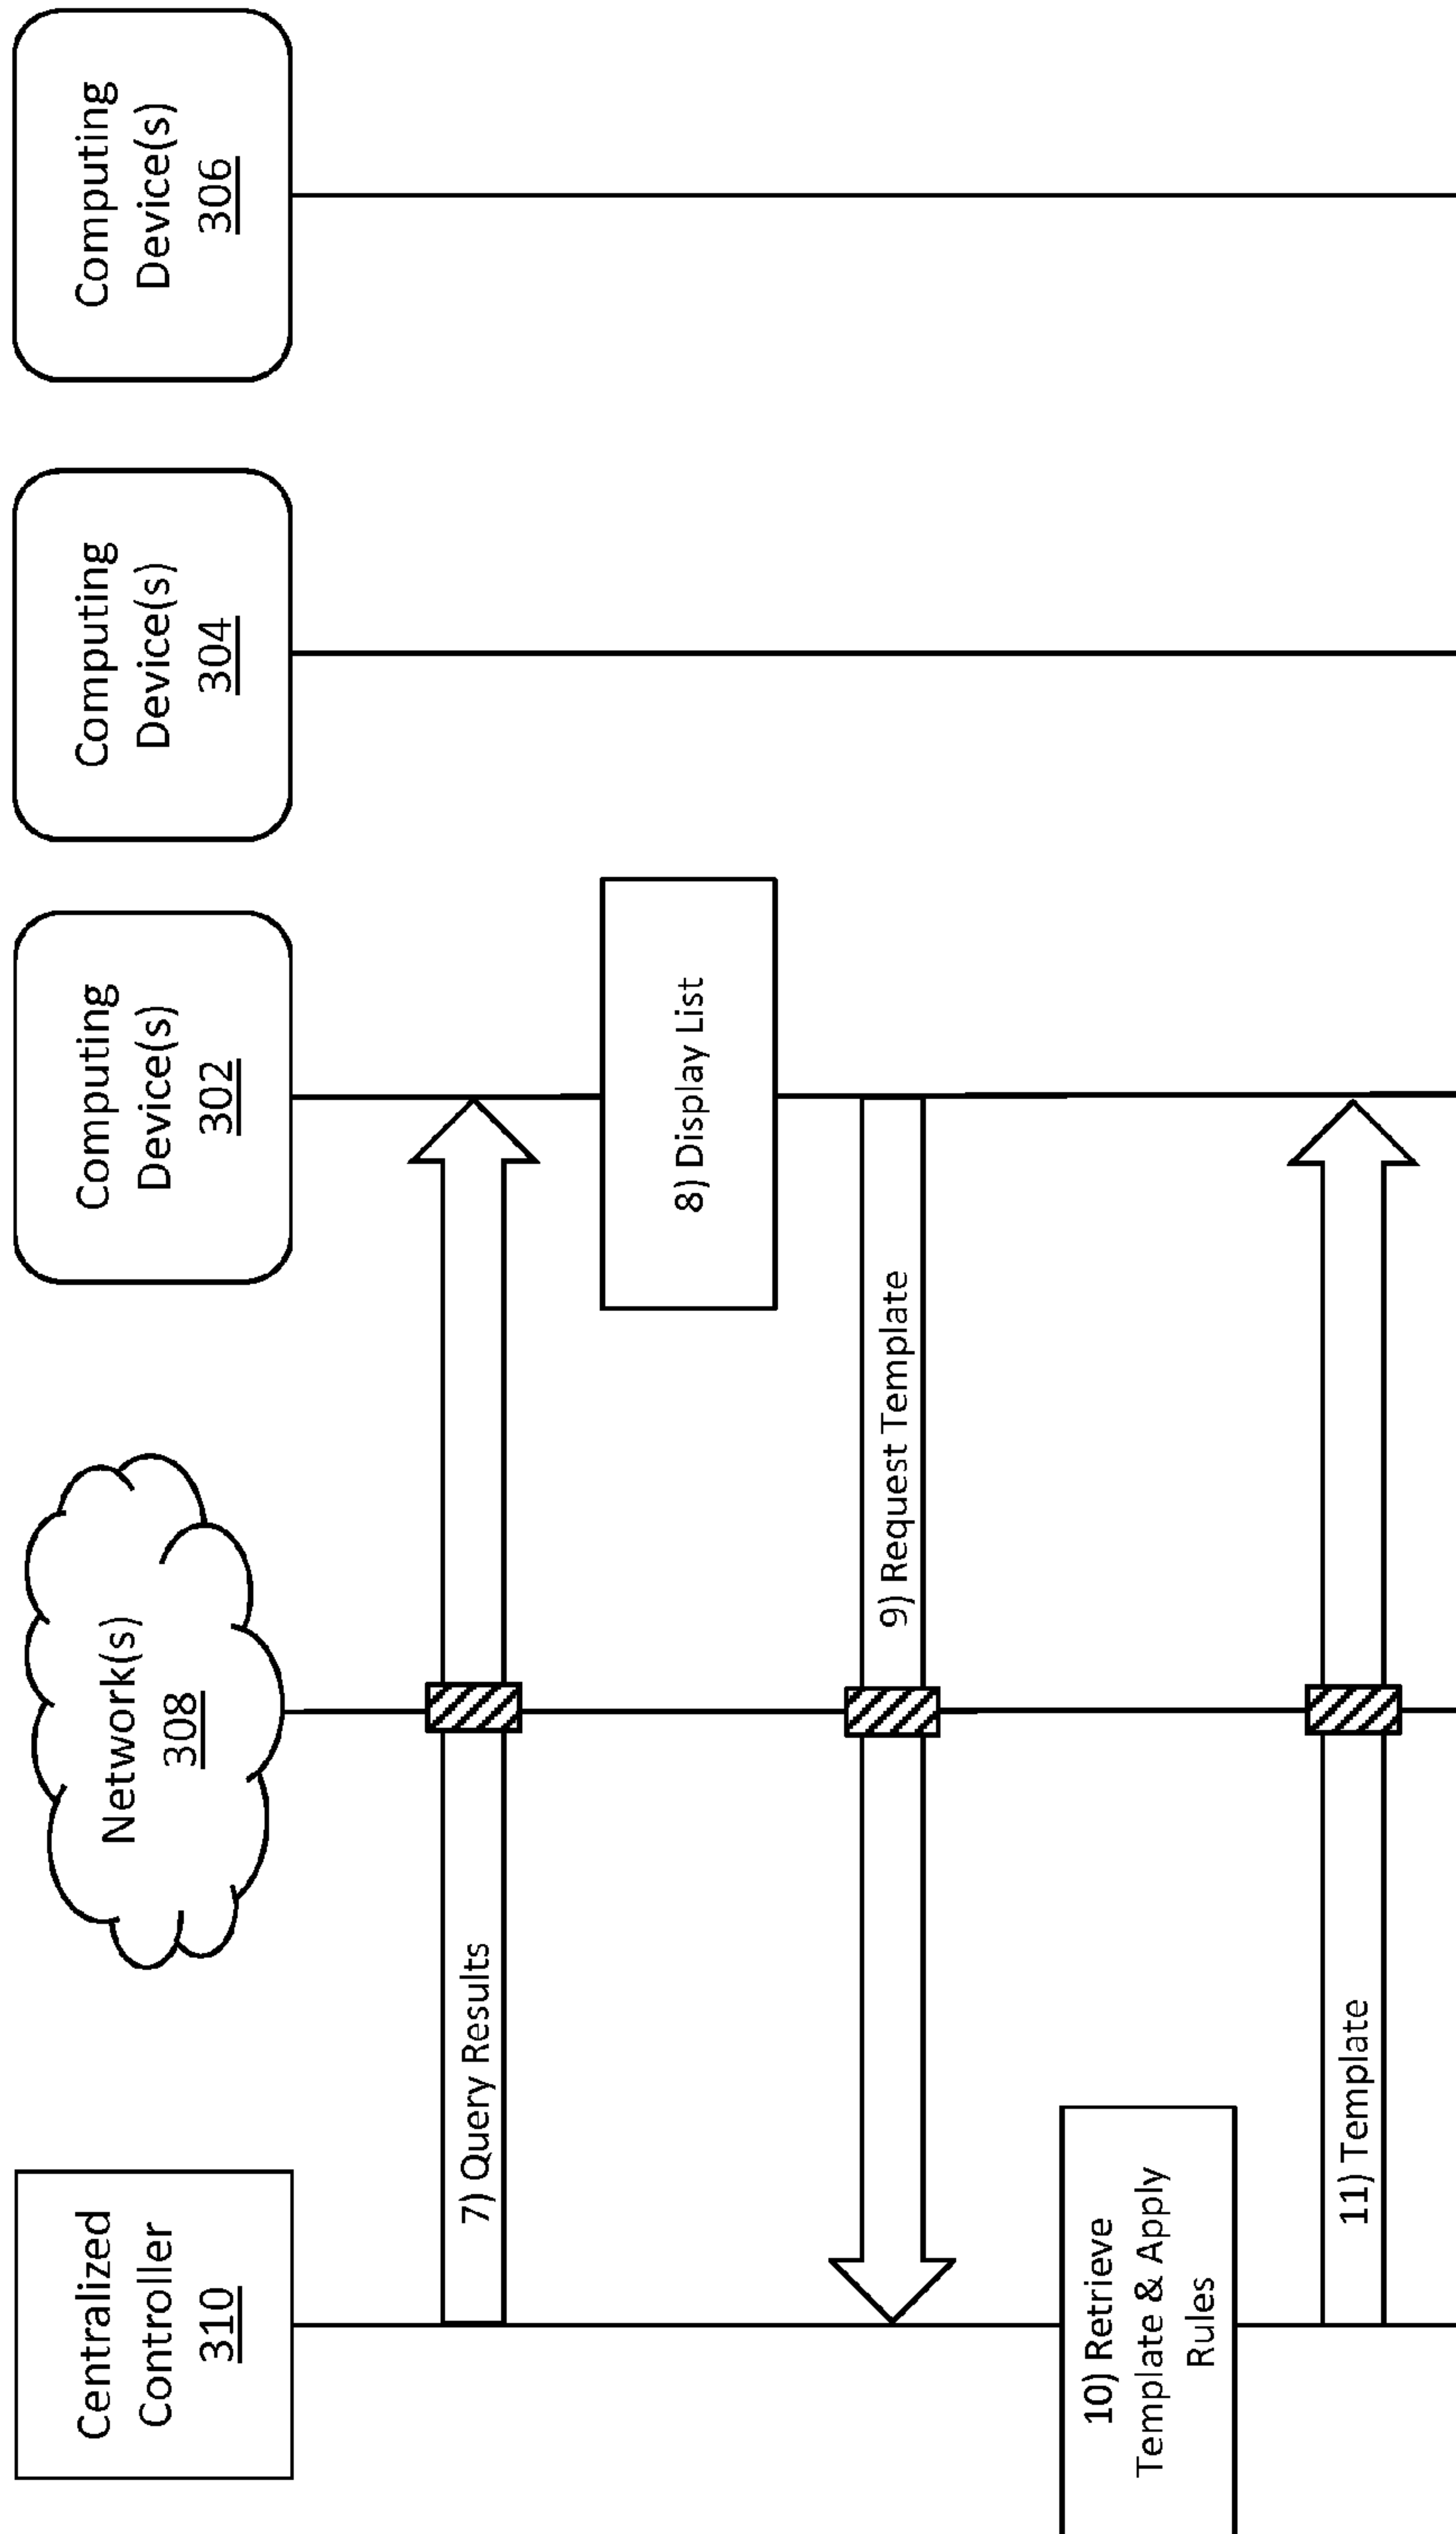 Centralized
Controller
310
Network(s)
308
Computing
Device(s)
302
Computing
Device(s)
304
Computing
Device(s)
306
7) Query Results
8) Display List
9) Request Template
10) Retrieve
Template & Apply
Rules
11) Template